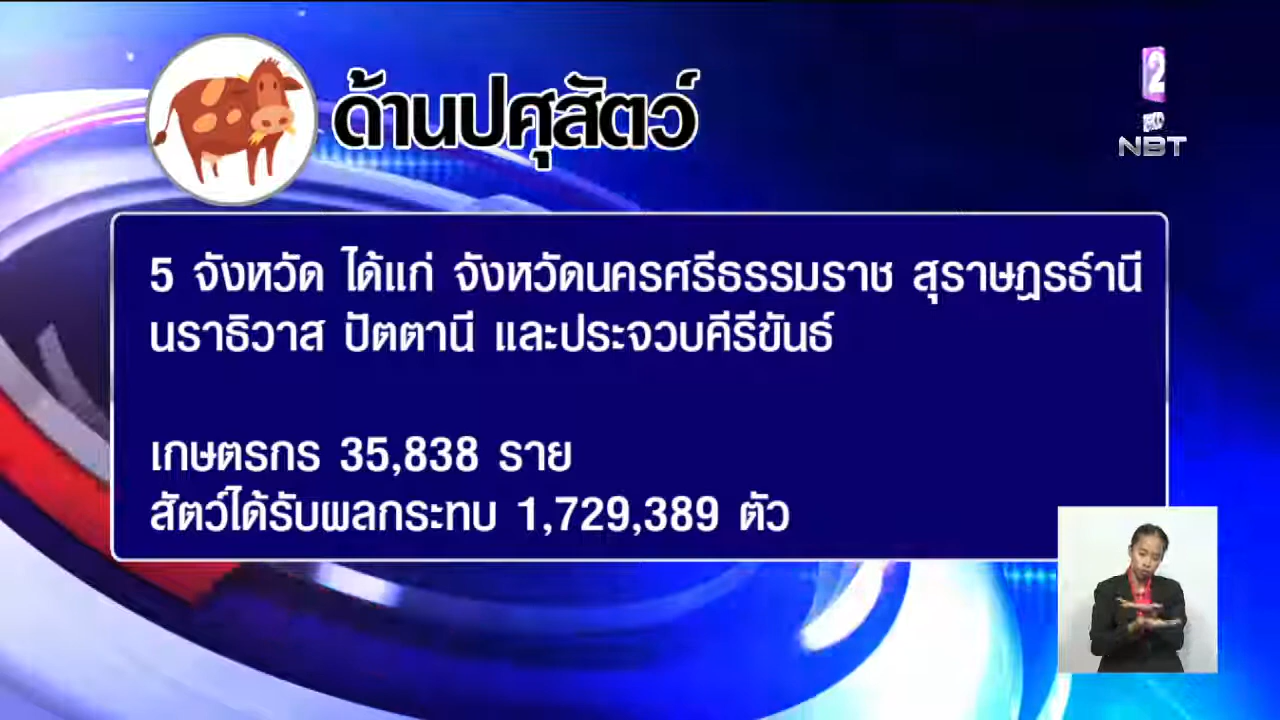 ด้านปศุสัตว์
2
HD
NBT
5 จังหวัด ได้แก่ จังหวัดนครศรีธรรมราช สุราษฎรธ์านี
นราธิวาส ปัตตานี และประจวบคีรีขันธ์
เกษตรกร 35,838 ราย
สัตว์ได้รับผลกระทบ 1,729,389 ตัว